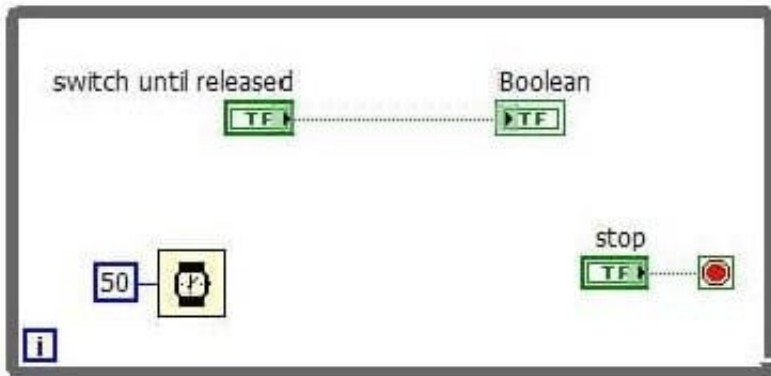 switch until released
Boolean
TF
TF
stop
50
TF
i